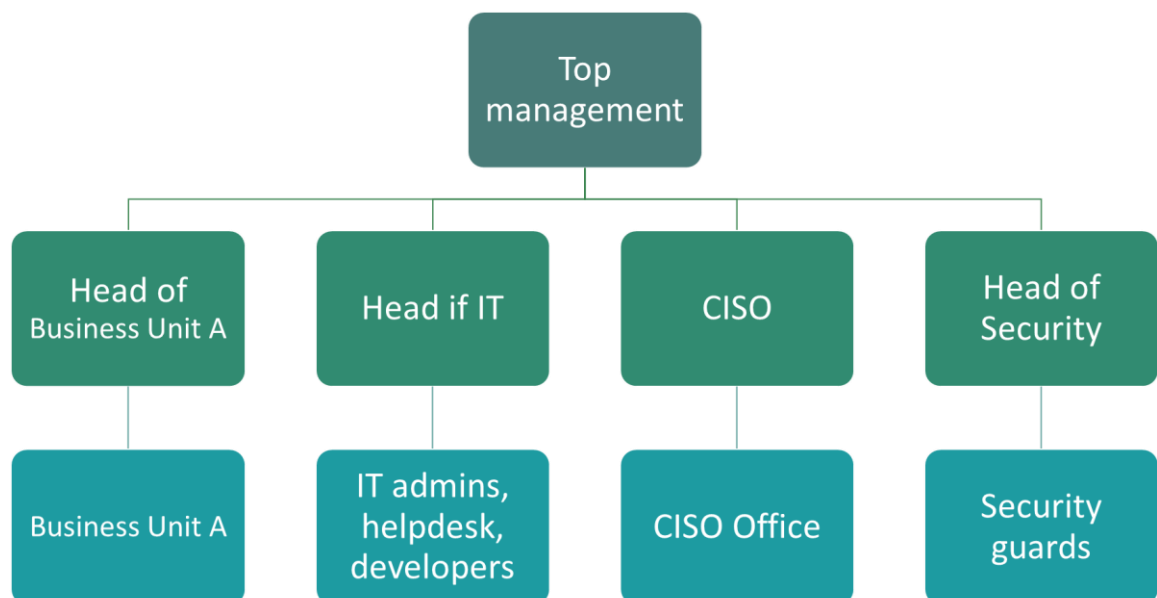 Top
management
Head of
Business Unit A
Head if IT
CISO
Head of
Security
Business Unit A
IT admins,
helpdesk,
developers
CISO Office
Security
guards